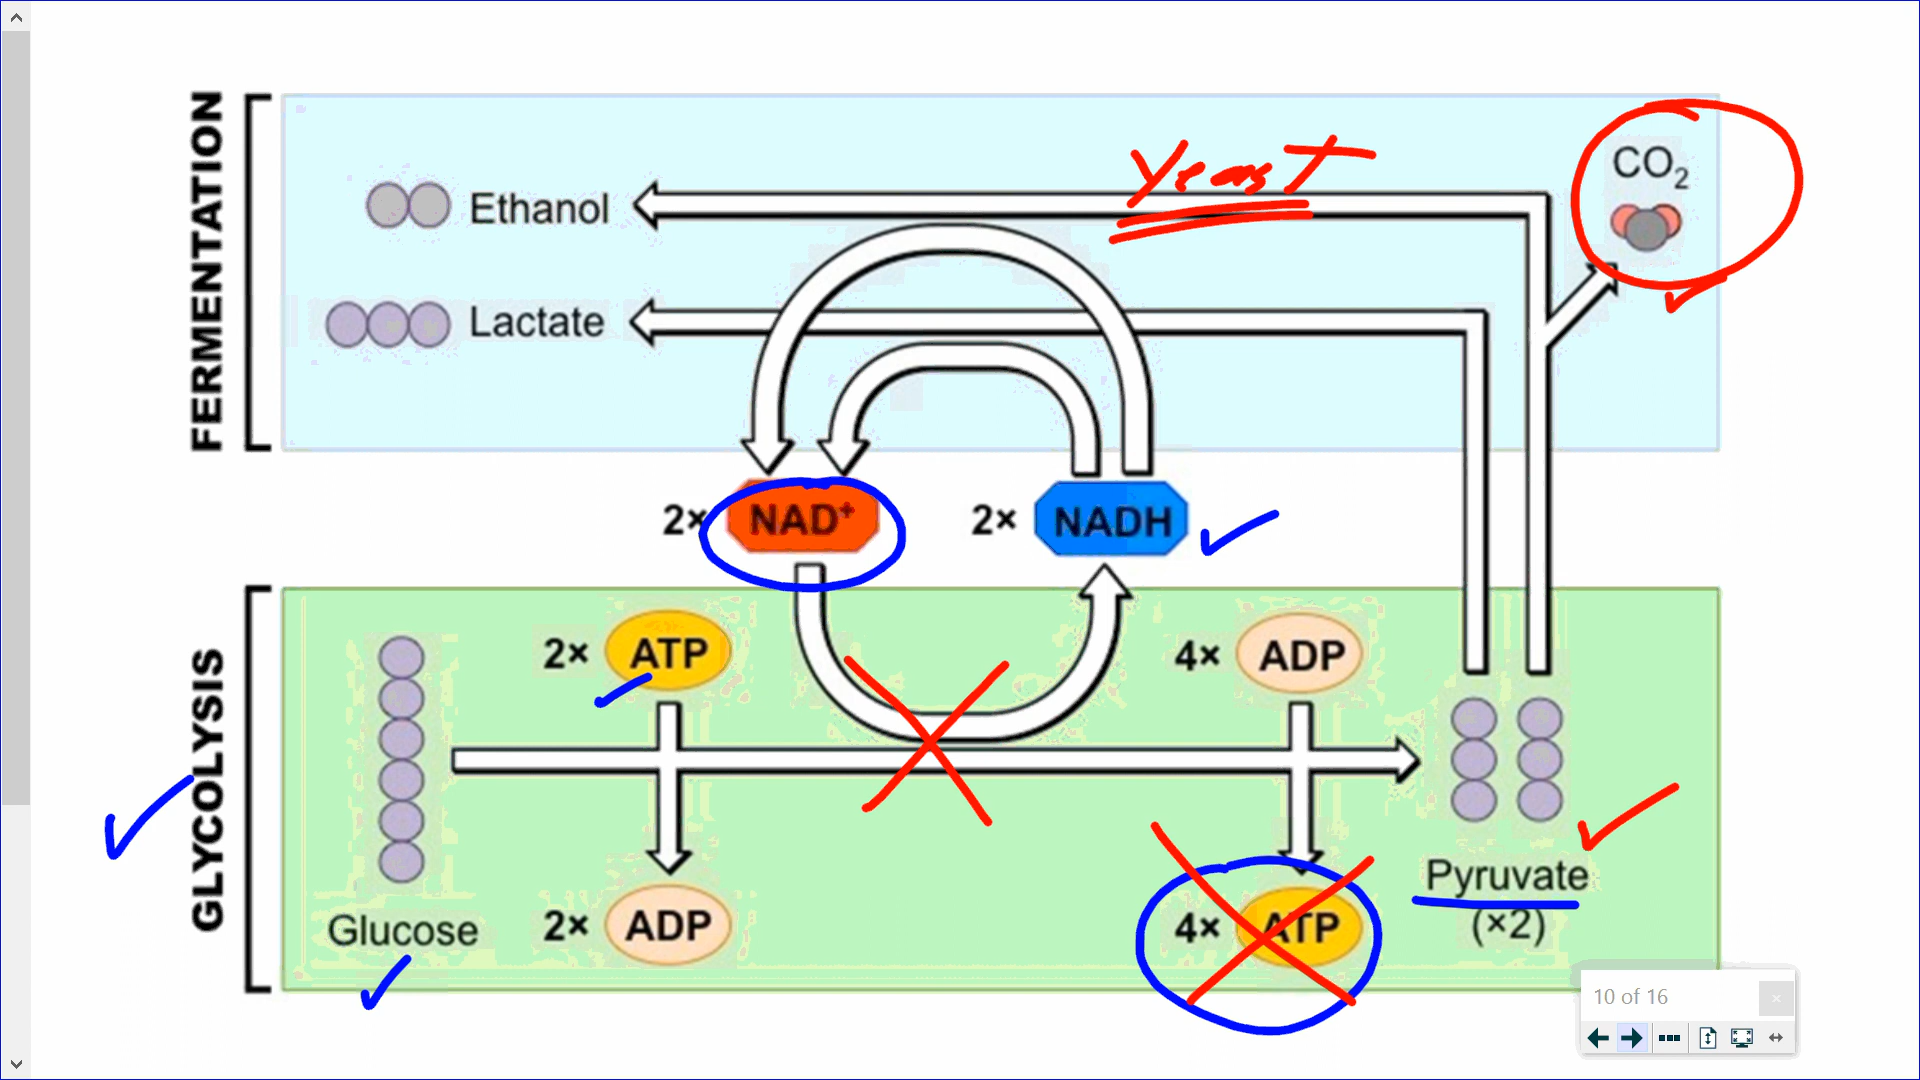 FERMENTATION
Ethanol
Yeast
CO₂
Lactate
2× NAD⁺
2× NADH
GLYCOLYSIS
2× ATP
4× ADP
Glucose
2× ADP
4× ATP
Pyruvate
(×2)
10 of 16